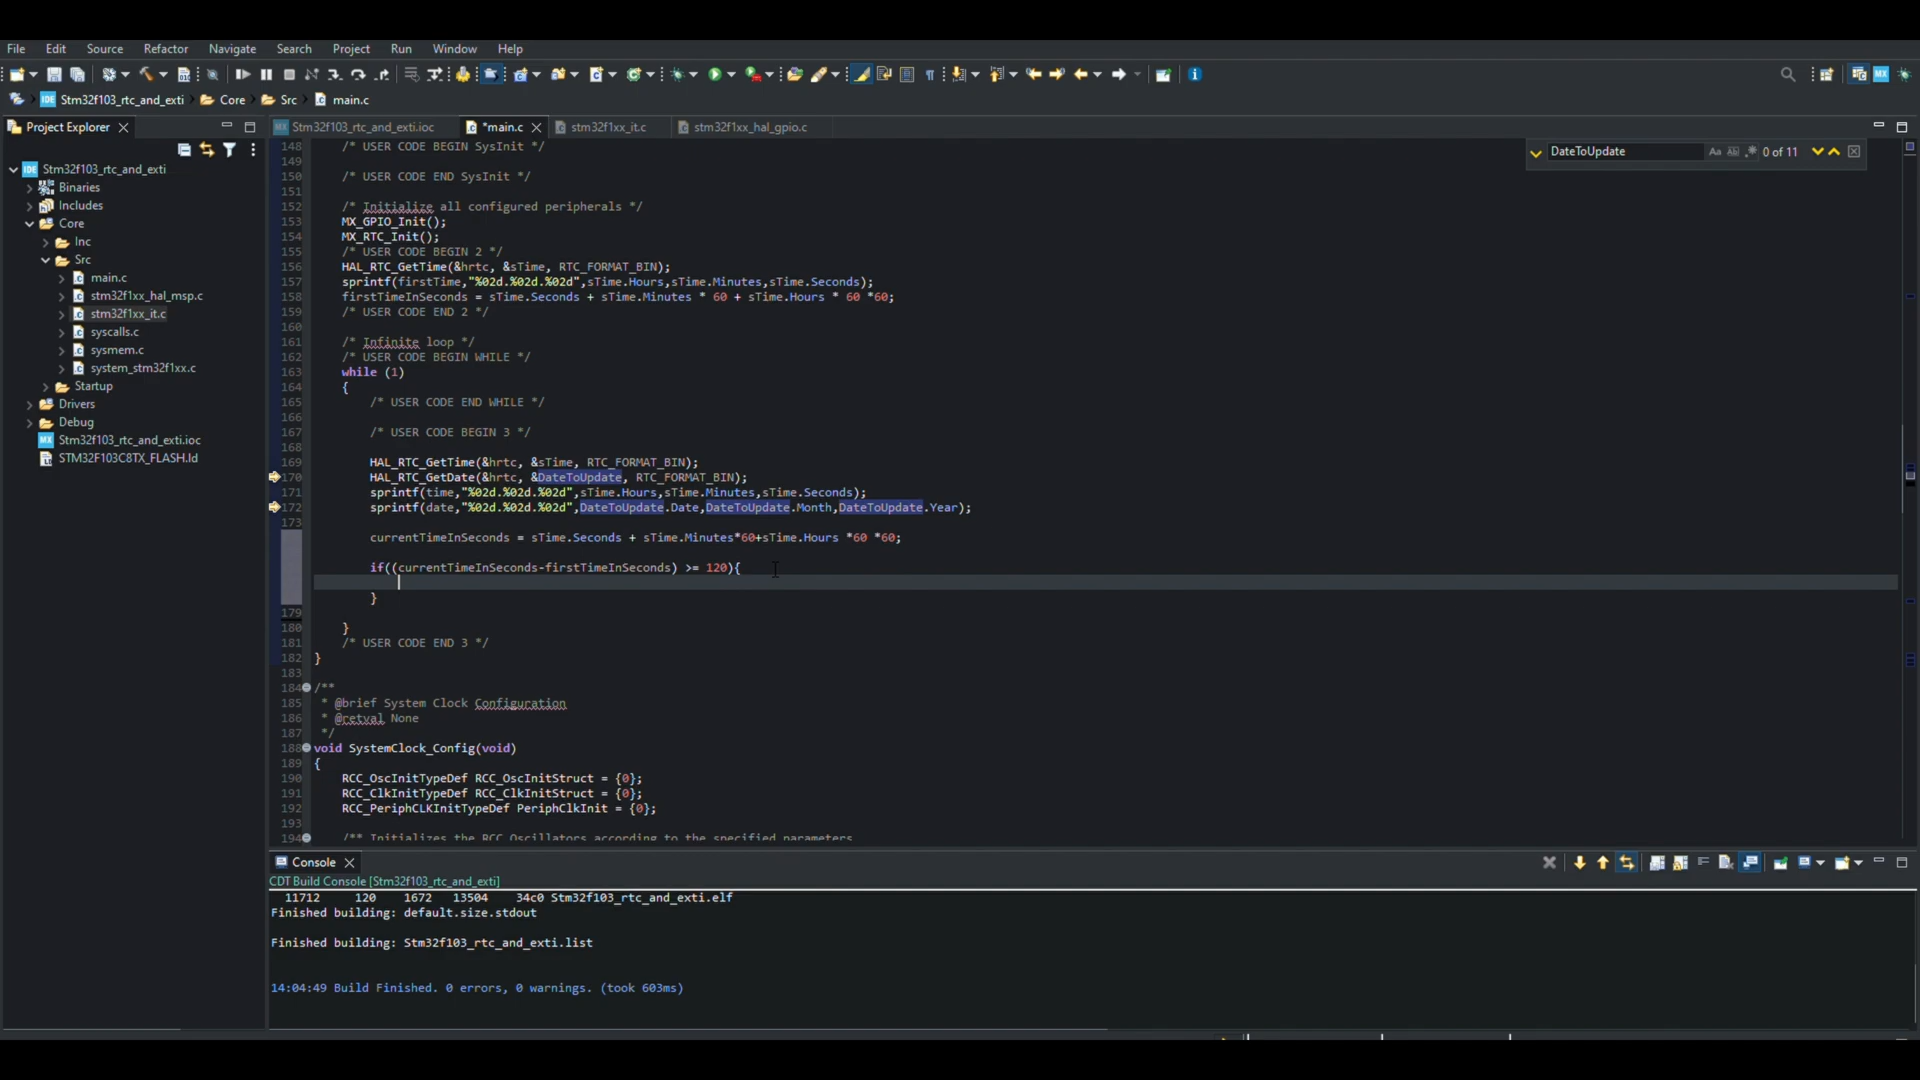 File Edit Source Refactor Navigate Search Project Run Window Help
Stm32f103_rtc_and_exti Core Src main.c
Project Explorer
Stm32f103_rtc_and_exti.ioc *main.c stm32f1xx_it.c stm32f1xx_hal_gpio.c
DateToUpdate 0 of 11
Stm32f103_rtc_and_exti
Binaries
Includes
Core
Inc
Src
main.c
stm32f1xx_hal_msp.c
stm32f1xx_it.c
syscalls.c
sysmem.c
system_stm32f1xx.c
Startup
Drivers
Debug
Stm32f103_rtc_and_exti.ioc
STM32F103C8TX_FLASH.ld
148 /* USER CODE BEGIN SysInit */
149
150 /* USER CODE END SysInit */
151
152 /* Initialize all configured peripherals */
153 MX_GPIO_Init();
154 MX_RTC_Init();
155 /* USER CODE BEGIN 2 */
156 HAL_RTC_GetTime(&hrtc, &sTime, RTC_FORMAT_BIN);
157 sprintf(firstTime,"%02d.%02d.%02d",sTime.Hours,sTime.Minutes,sTime.Seconds);
158 firstTimeInSeconds = sTime.Seconds + sTime.Minutes * 60 + sTime.Hours * 60 *60;
159 /* USER CODE END 2 */
160
161 /* Infinite loop */
162 /* USER CODE BEGIN WHILE */
163 while (1)
164 {
165 /* USER CODE END WHILE */
166
167 /* USER CODE BEGIN 3 */
168
169 HAL_RTC_GetTime(&hrtc, &sTime, RTC_FORMAT_BIN);
170 HAL_RTC_GetDate(&hrtc, &DateToUpdate, RTC_FORMAT_BIN);
171 sprintf(time,"%02d.%02d.%02d",sTime.Hours,sTime.Minutes,sTime.Seconds);
172 sprintf(date,"%02d.%02d.%02d",DateToUpdate.Date,DateToUpdate.Month,DateToUpdate.Year);
173
currentTimeInSeconds = sTime.Seconds + sTime.Minutes*60+sTime.Hours *60 *60;
if((currentTimeInSeconds-firstTimeInSeconds) >= 120){
}
179
180 }
181 /* USER CODE END 3 */
182 }
183
184 /**
185 * @brief System Clock Configuration
186 * @retval None
187 */
188 void SystemClock_Config(void)
189 {
190 RCC_OscInitTypeDef RCC_OscInitStruct = {0};
191 RCC_ClkInitTypeDef RCC_ClkInitStruct = {0};
192 RCC_PeriphCLKInitTypeDef PeriphClkInit = {0};
193
194 /** Initializes the RCC Oscillators according to the specified parameters
Console
CDT Build Console [Stm32f103_rtc_and_exti]
11712 120 1672 13504 34c0 Stm32f103_rtc_and_exti.elf
Finished building: default.size.stdout
Finished building: Stm32f103_rtc_and_exti.list
14:04:49 Build Finished. 0 errors, 0 warnings. (took 603ms)